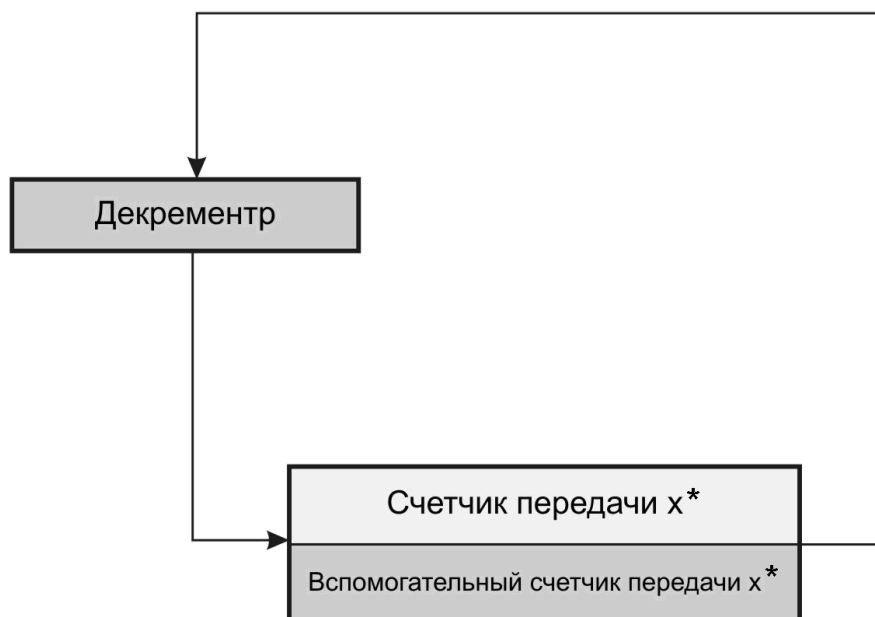 Декрементр
Счетчик передачи x*
Вспомогательный счетчик передачи x*